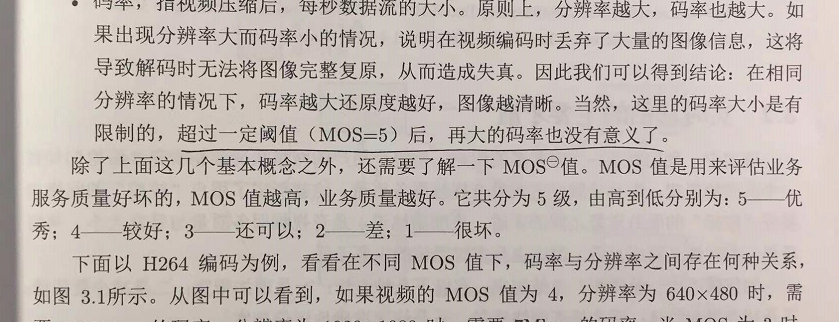 • 码率，指视频压缩后，每秒数据流的大小。原则上，分辨率越大，码率也越大。如
果出现分辨率大而码率小的情况，说明在视频编码时丢弃了大量的图像信息，这将
导致解码时无法将图像完整复原，从而造成失真。因此我们可以得到结论：在相同
分辨率的情况下，码率越大还原度越好，图像越清晰。当然，这里的码率大小是有
限制的，超过一定阈值（MOS=5）后，再大的码率也没有意义了。
除了上面这几个基本概念之外，还需要了解一下 MOS⊖值。MOS 值是用来评估业务
服务质量好坏的，MOS 值越高，业务质量越好。它共分为 5 级，由高到低分别为：5——优
秀；4——较好；3——还可以；2——差；1——很坏。
下面以 H264 编码为例，看看在不同 MOS 值下，码率与分辨率之间存在何种关系，
如图 3.1所示。从图中可以看到，如果视频的 MOS 值为 4，分辨率为 640×480 时，需